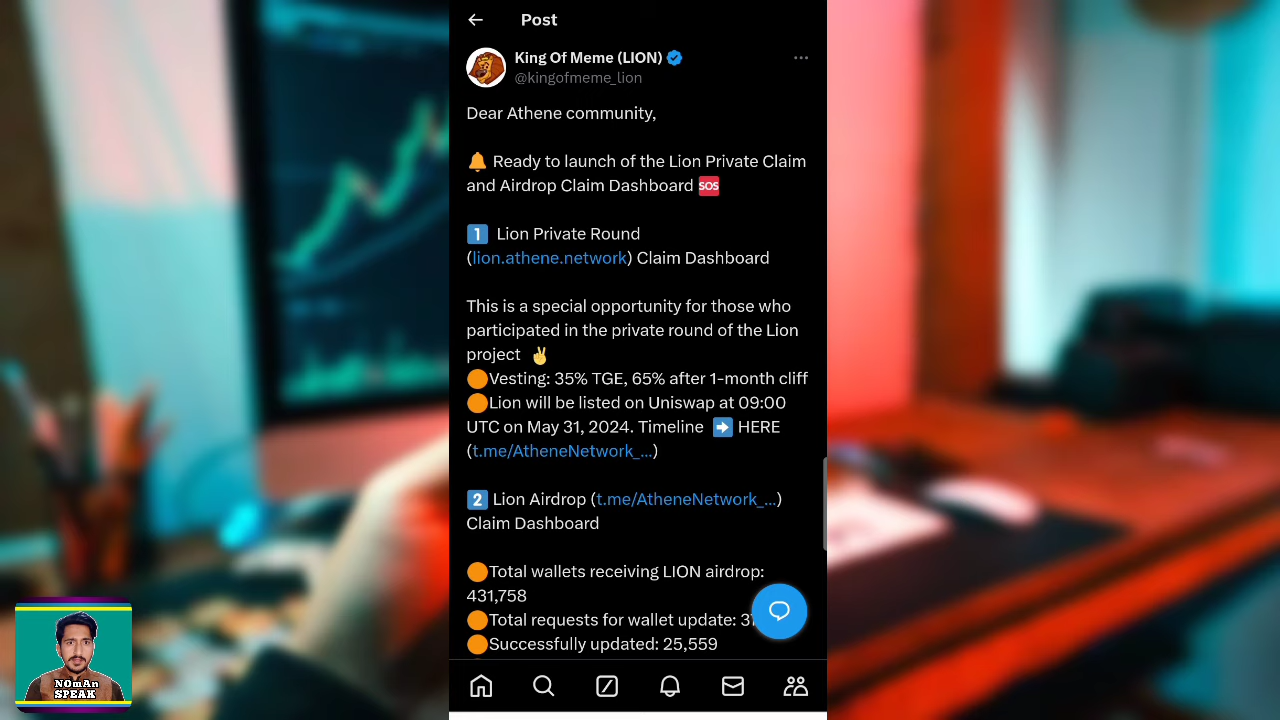 Post
King Of Meme (LION)
@kingofmeme_lion
Dear Athene community,
🔔 Ready to launch of the Lion Private Claim
and Airdrop Claim Dashboard 🆘
1️⃣ Lion Private Round
(lion.athene.network) Claim Dashboard
This is a special opportunity for those who
participated in the private round of the Lion
project ✌️
🟠Vesting: 35% TGE, 65% after 1-month cliff
🟠Lion will be listed on Uniswap at 09:00
UTC on May 31, 2024. Timeline ➡️ HERE
(t.me/AtheneNetwork_...)
2️⃣ Lion Airdrop (t.me/AtheneNetwork_...)
Claim Dashboard
🟠Total wallets receiving LION airdrop:
431,758
🟠Total requests for wallet update:
🟠Successfully updated: 25,559
NOmAn
SPEAK